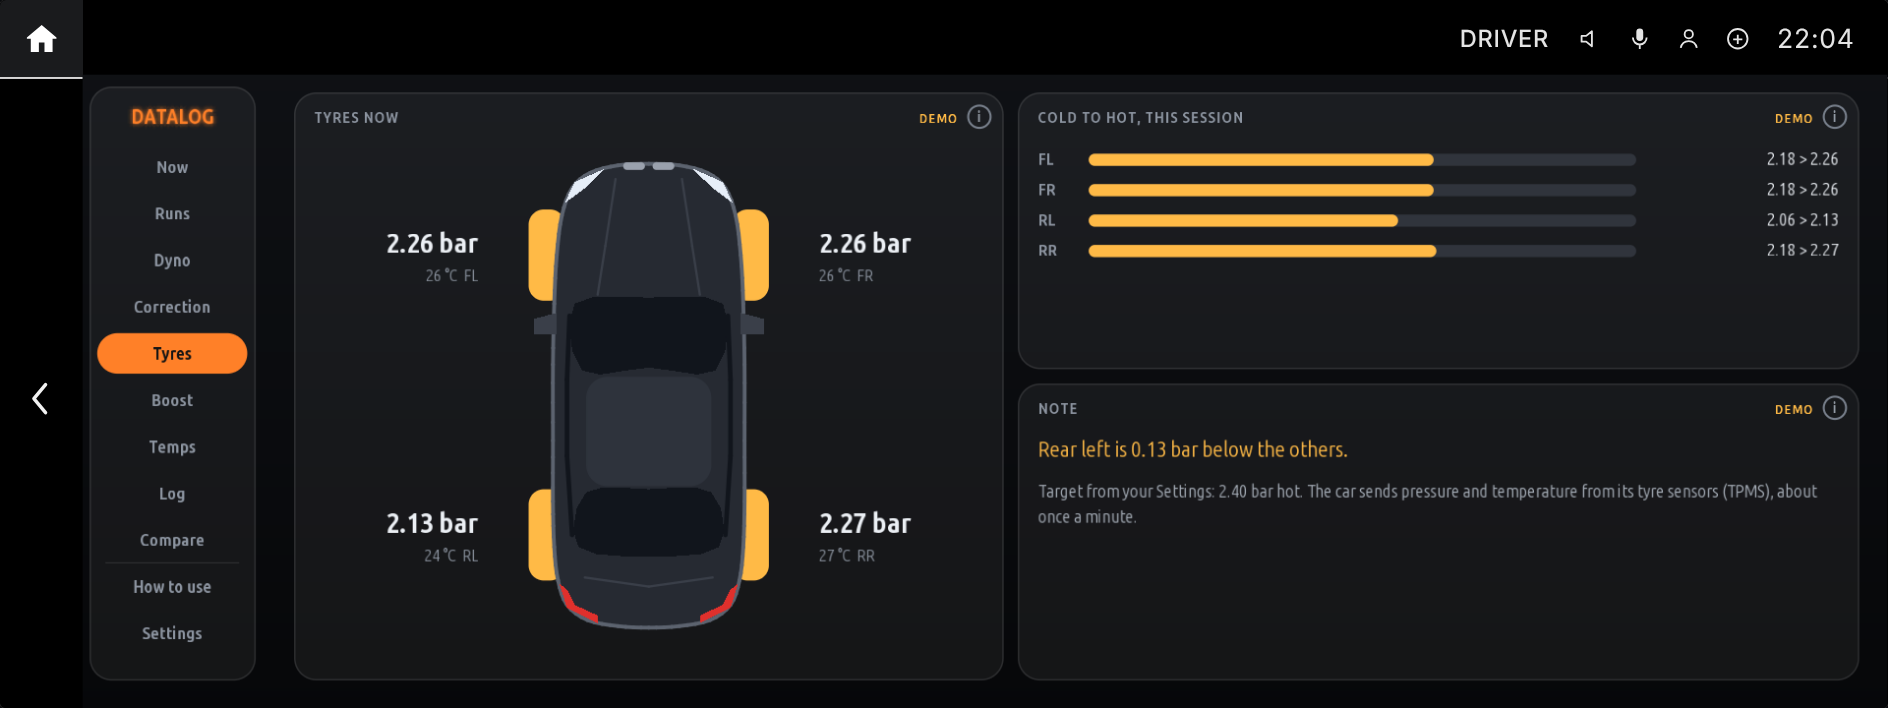 DRIVER 22:04
DATALOG
Now
Runs
Dyno
Correction
Tyres
Boost
Temps
Log
Compare
How to use
Settings
TYRES NOW DEMO
2.26 bar
26 °C FL
2.26 bar
26 °C FR
2.13 bar
24 °C RL
2.27 bar
27 °C RR
COLD TO HOT, THIS SESSION DEMO
FL 2.18 > 2.26
FR 2.18 > 2.26
RL 2.06 > 2.13
RR 2.18 > 2.27
NOTE DEMO
Rear left is 0.13 bar below the others.
Target from your Settings: 2.40 bar hot. The car sends pressure and temperature from its tyre sensors (TPMS), about
once a minute.